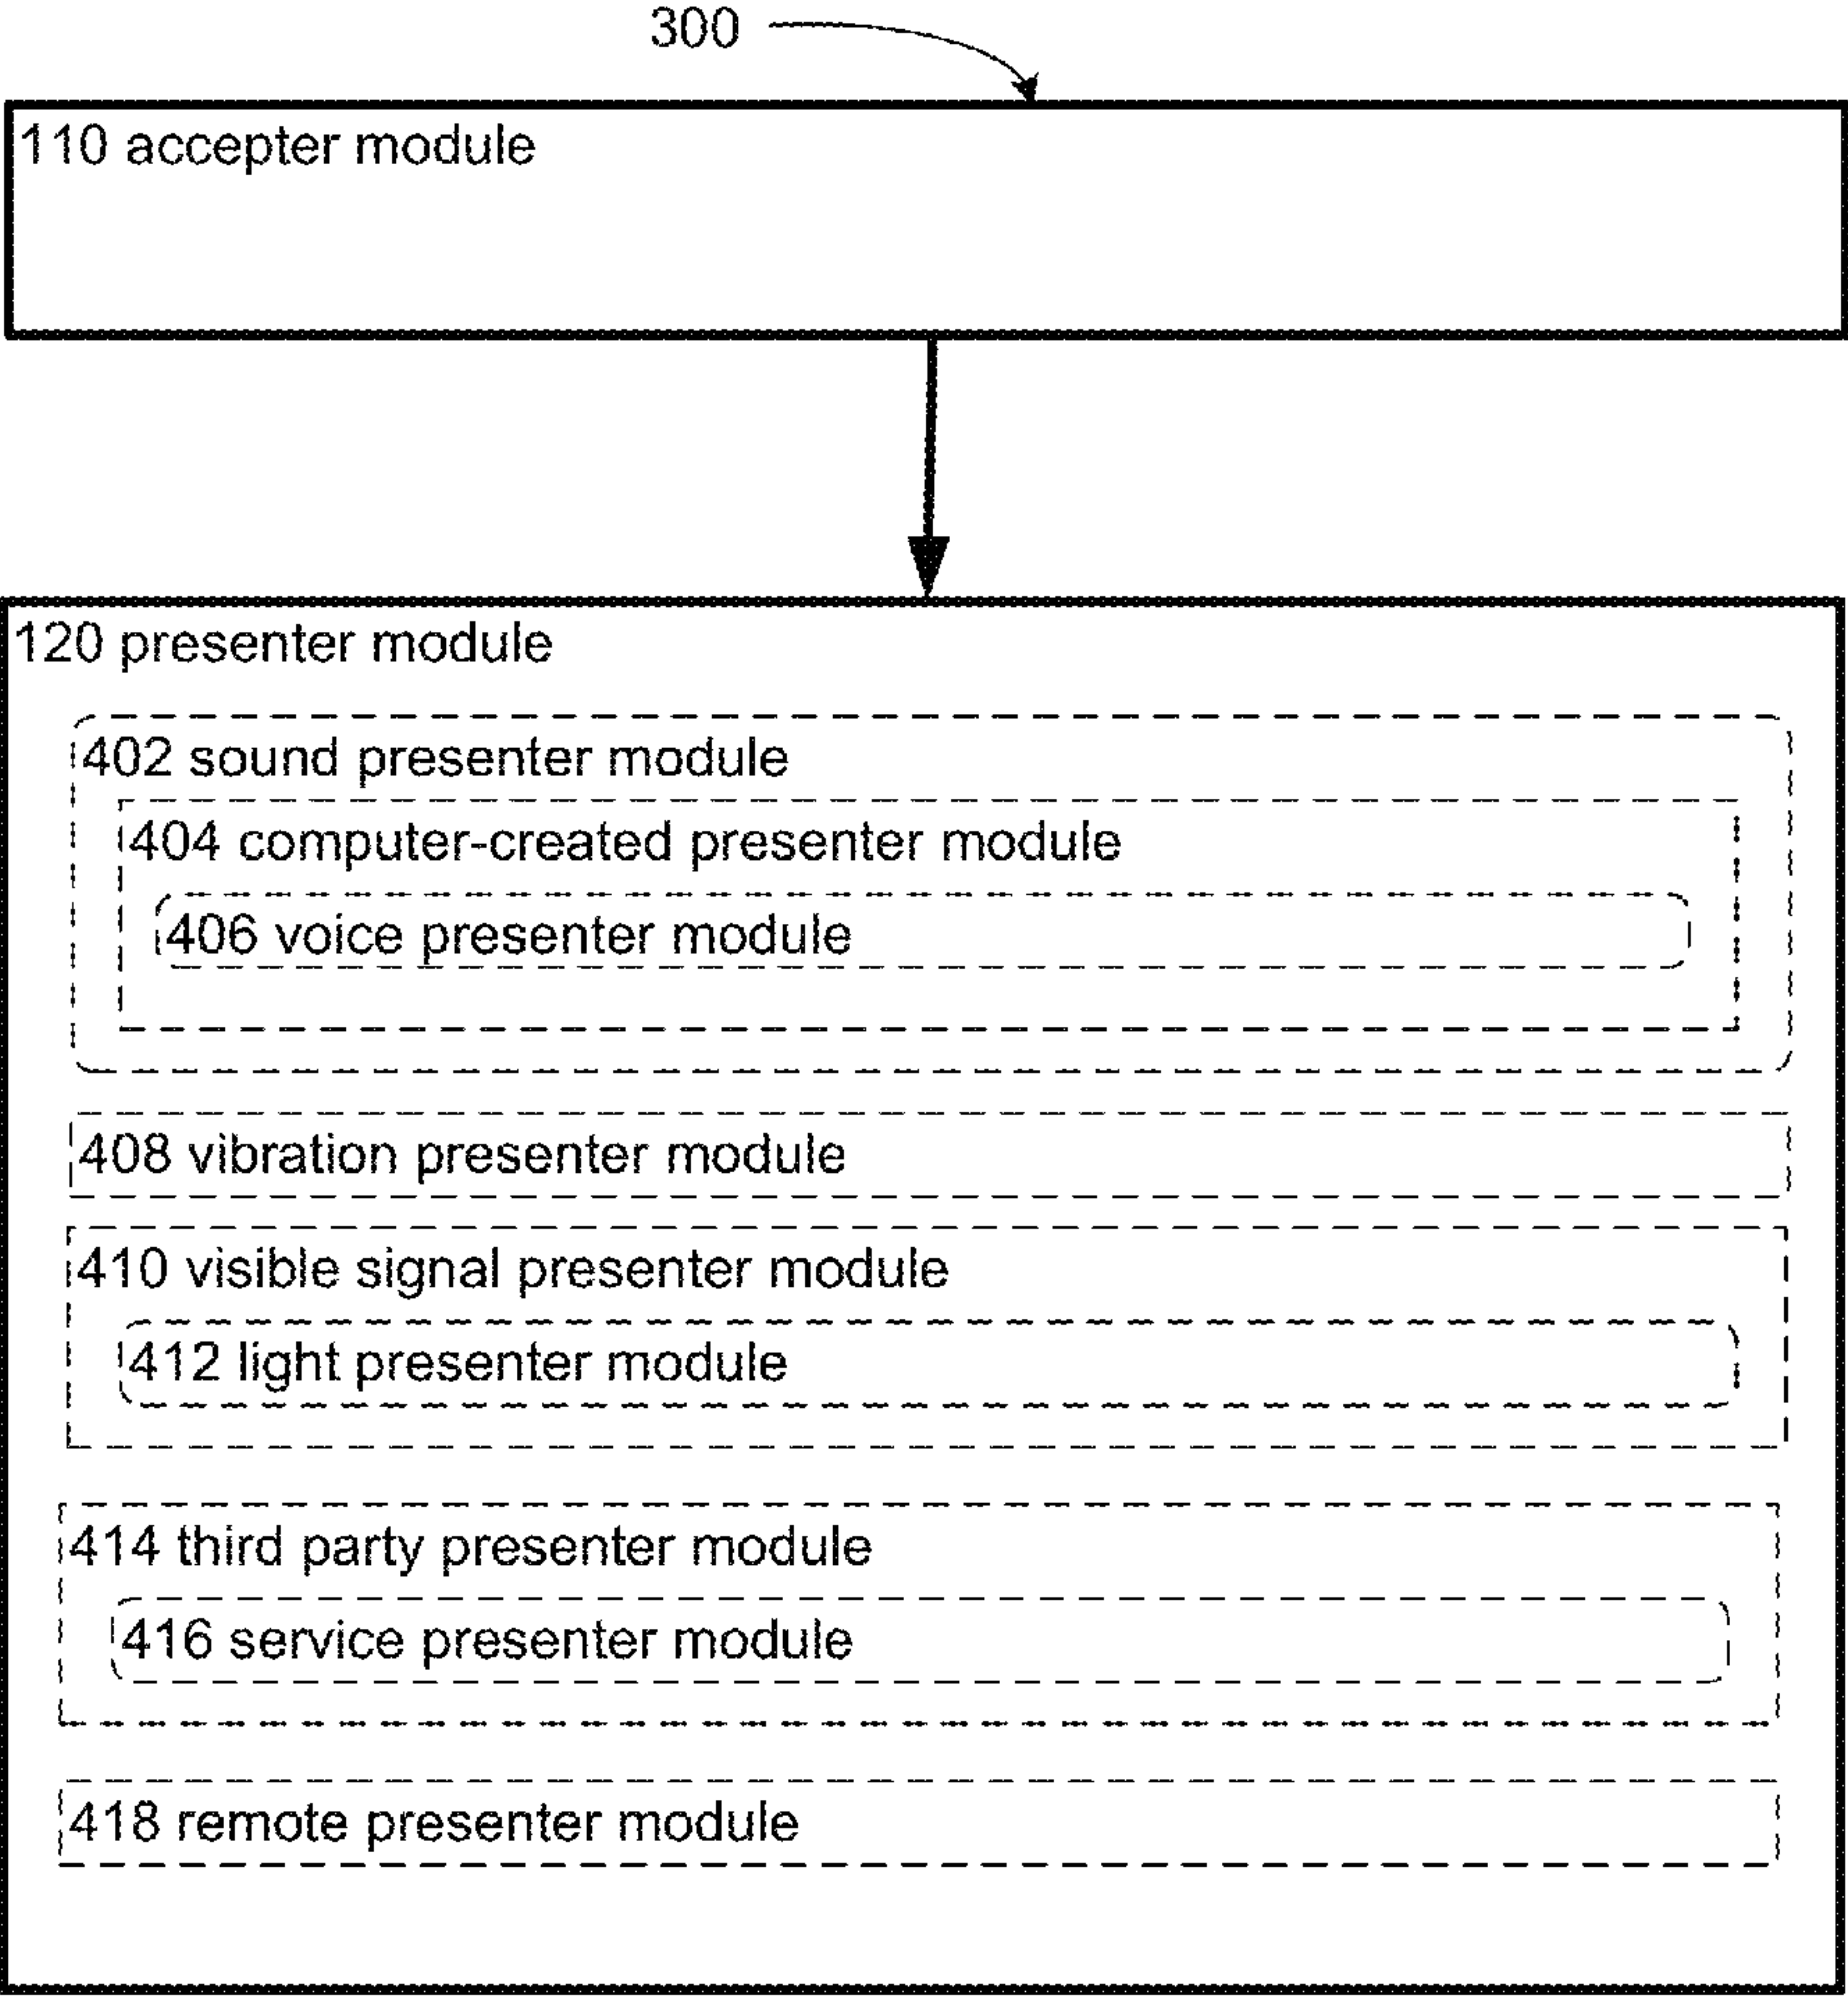 300
110 accepter module
120 presenter module
402 sound presenter module
404 computer-created presenter module
406 voice presenter module
408 vibration presenter module
410 visible signal presenter module
412 light presenter module
414 third party presenter module
416 service presenter module
418 remote presenter module